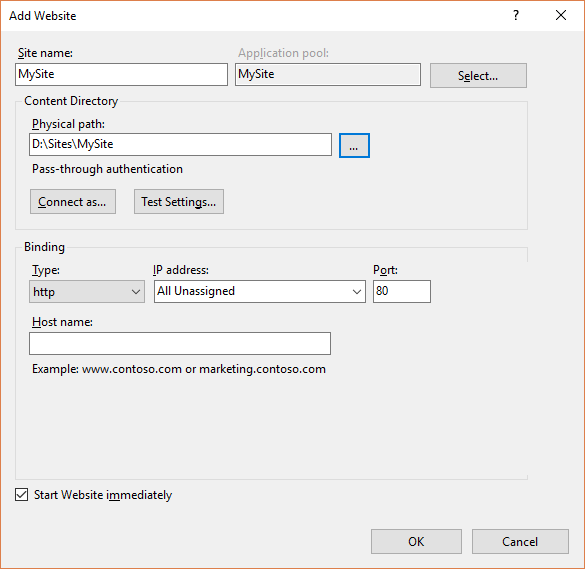 Add Website ?
Site name: Application pool:
MySite MySite Select...
Content Directory
Physical path:
D:\Sites\MySite ...
Pass-through authentication
Connect as... Test Settings...
Binding
Type: IP address: Port:
http All Unassigned 80
Host name:
Example: www.contoso.com or marketing.contoso.com
Start Website immediately
OK Cancel